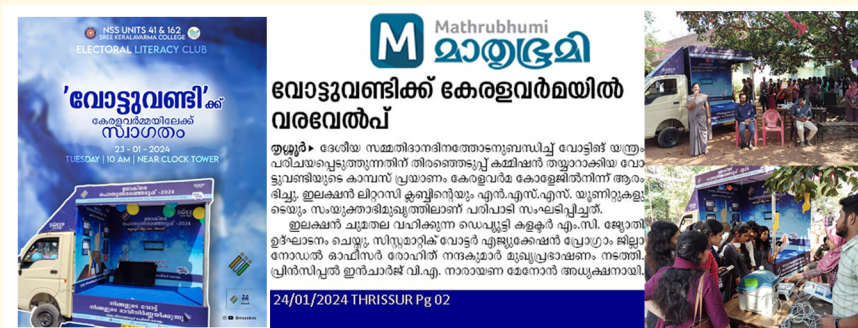 NSS UNITS 41 & 162
SREE KERALAVARMA COLLEGE
ELECTORAL LITERACY CLUB
'വോട്ടുവണ്ടി'ക്ക്
കേരളവർമ്മയിലേക്ക്
സ്വാഗതം
23 - 01 - 2024
TUESDAY | 10 AM | NEAR CLOCK TOWER
Mathrubhumi
മാതൃഭൂമി
വോട്ടുവണ്ടിക്ക് കേരളവർമയിൽ
വരവേൽപ്
തൃശ്ശൂർ ▸ ദേശീയ സമ്മതിദാനദിനത്തോടനുബന്ധിച്ച് വോട്ടിങ് യന്ത്രം
പരിചയപ്പെടുത്തുന്നതിന് തിരഞ്ഞെടുപ്പ് കമ്മിഷൻ തയ്യാറാക്കിയ വോ
ട്ടുവണ്ടിയുടെ കാമ്പസ് പ്രയാണം കേരളവർമ കോളേജിൽനിന്ന് ആരം
ഭിച്ചു. ഇലക്ഷൻ ലിറ്ററസി ക്ലബ്ബിന്റെയും എൻ.എസ്.എസ്. യൂണിറ്റുകളു
ടെയും സംയുക്താഭിമുഖ്യത്തിലാണ് പരിപാടി സംഘടിപ്പിച്ചത്.
ഇലക്ഷൻ ചുമതല വഹിക്കുന്ന ഡെപ്യൂട്ടി കളക്ടർ എം.സി. ജ്യോതി
ഉദ്ഘാടനം ചെയ്തു. സിസ്റ്റമാറ്റിക് വോട്ടർ എജ്യുക്കേഷൻ പ്രോഗ്രാം ജില്ലാ
നോഡൽ ഓഫീസർ രോഹിത് നന്ദകുമാർ മുഖ്യപ്രഭാഷണം നടത്തി.
പ്രിൻസിപ്പൽ ഇൻചാർജ് വി.എ. നാരായണ മേനോൻ അധ്യക്ഷനായി.
24/01/2024 THRISSUR Pg 02